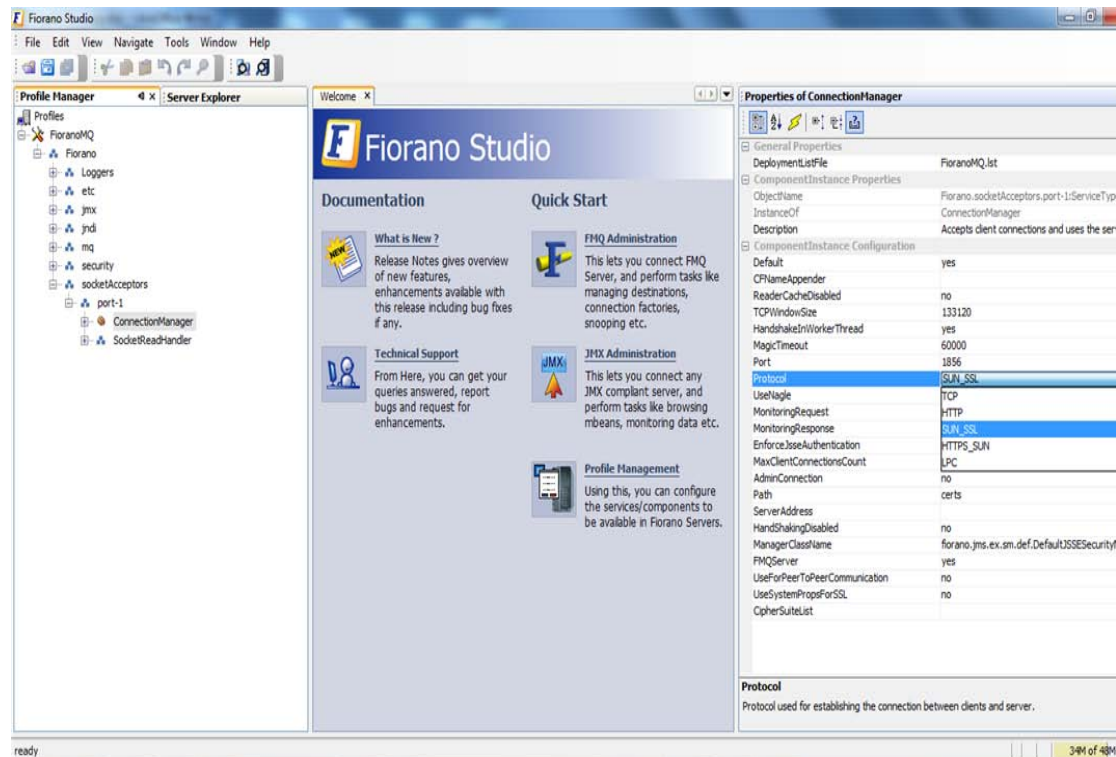 Fiorano Studio
File Edit View Navigate Tools Window Help
Profile Manager
Server Explorer
Profiles
FioranoMQ
Fiorano
Loggers
etc
jmx
jndi
mq
security
socketAcceptors
port-1
ConnectionManager
SocketReadHandler
Welcome
Fiorano Studio
Documentation
What is New ?
Release Notes gives overview
of new features,
enhancements available with
this release including bug fixes
if any.
Technical Support
From Here, you can get your
queries answered, report
bugs and request for
enhancements.
Quick Start
FMQ Administration
This lets you connect FMQ
Server, and perform tasks like
managing destinations,
connection factories,
snooping etc.
JMX
JMX Administration
This lets you connect any
JMX compliant server, and
perform tasks like browsing
mbeans, monitoring data etc.
Profile Management
Using this, you can configure
the services/components to
be available in Fiorano Servers.
Properties of ConnectionManager
General Properties
DeploymentListFile FioranoMQ.lst
ComponentInstance Properties
ObjectName Fiorano.socketAcceptors.port-1:ServiceTyp
InstanceOf ConnectionManager
Description Accepts client connections and uses the ser
ComponentInstance Configuration
Default yes
CFNameAppender
ReaderCacheDisabled no
TCPWindowSize 133120
HandshakeInWorkerThread yes
MagicTimeout 60000
Port 1856
Protocol SUN_SSL
UseNagle TCP
MonitoringRequest HTTP
MonitoringResponse SUN_SSL
EnforceJsseAuthentication HTTPS_SUN
MaxClientConnectionsCount LPC
AdminConnection no
Path certs
ServerAddress
HandShakingDisabled no
ManagerClassName fiorano.jms.ex.sm.def.DefaultJSSESecurity
FMQServer yes
UseForPeerToPeerCommunication no
UseSystemPropsForSSL no
CipherSuiteList
Protocol
Protocol used for establishing the connection between clients and server.
ready
34M of 48M